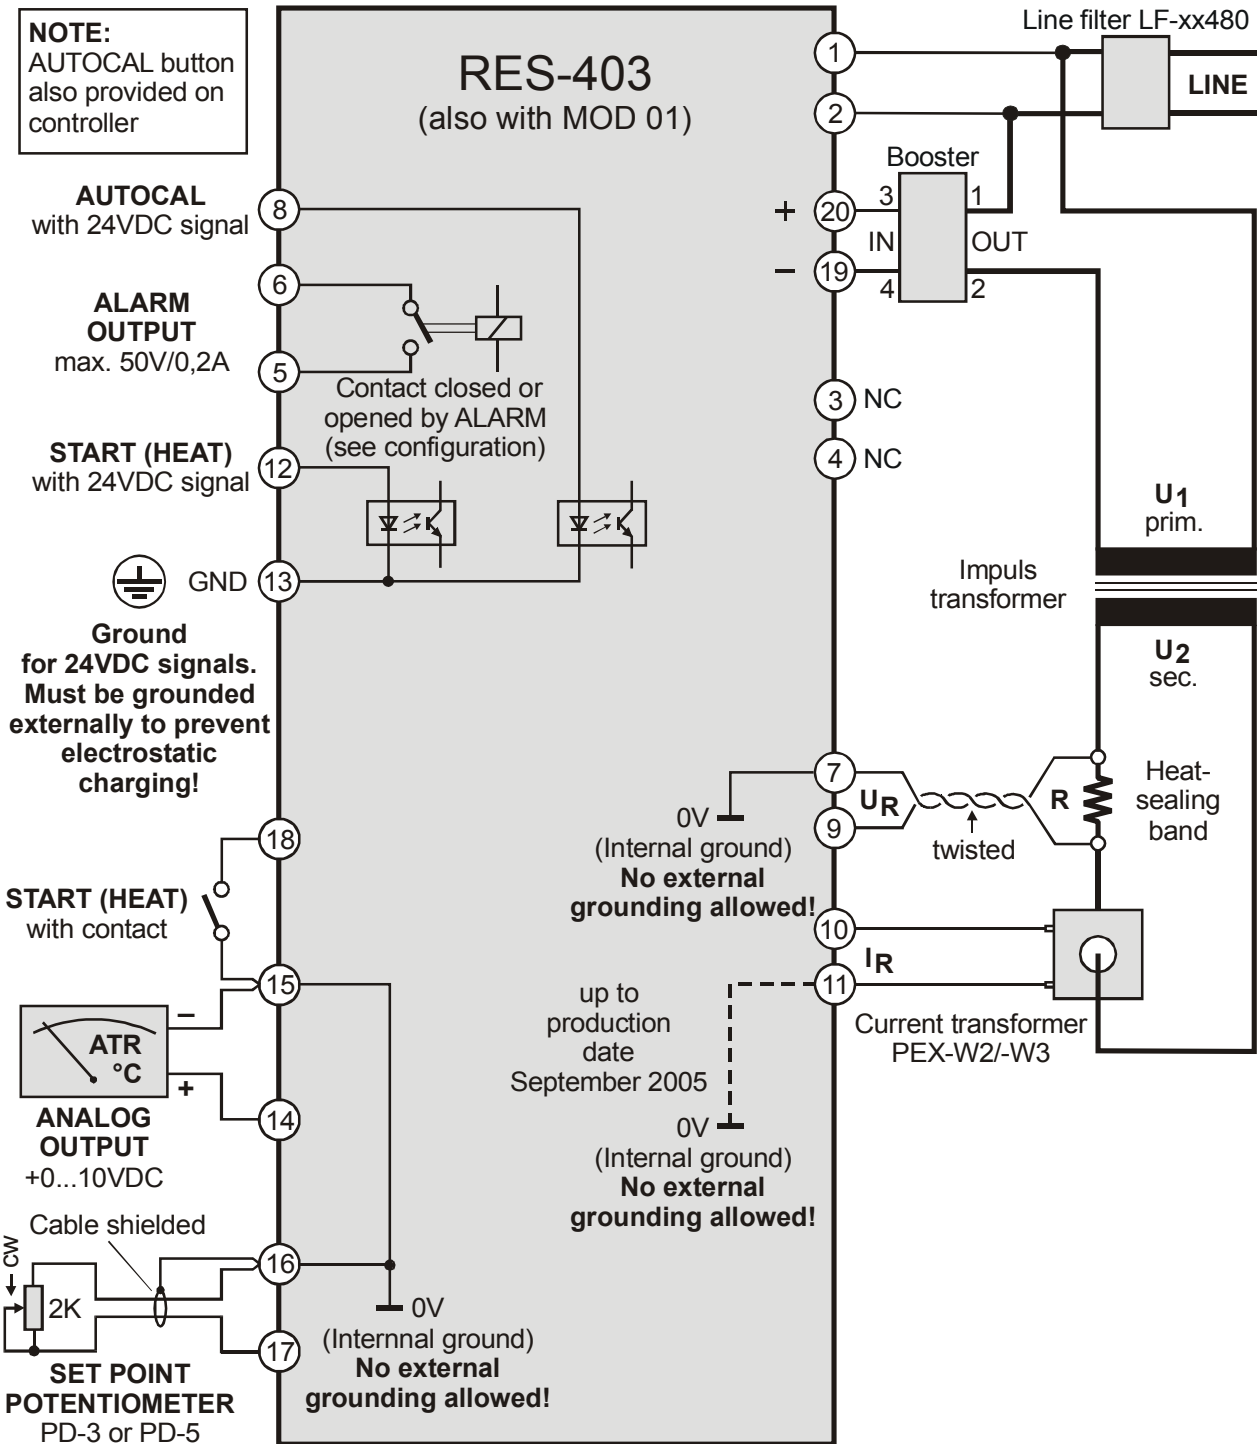 NOTE:
AUTOCAL button
also provided on
controller
RES-403
(also with MOD 01)
Line filter LF-xx480
LINE
1
2
Booster
3
1
IN
OUT
4
2
+
20
−
19
AUTOCAL
with 24VDC signal
8
6
ALARM
OUTPUT
max. 50V/0,2A
5
Contact closed or
opened by ALARM
(see configuration)
3
NC
4
NC
START (HEAT)
with 24VDC signal
12
U1
prim.
GND
13
Impuls
transformer
Ground
for 24VDC signals.
Must be grounded
externally to prevent
electrostatic
charging!
U2
sec.
7
UR
9
R
Heat-
sealing
band
twisted
0V
(Internal ground)
No external
grounding allowed!
18
START (HEAT)
with contact
15
10
IR
11
Current transformer
PEX-W2/-W3
up to
production
date
September 2005
0V
(Internal ground)
No external
grounding allowed!
ATR
°C
−
+
14
ANALOG
OUTPUT
+0...10VDC
Cable shielded
CW
2K
16
17
0V
(Internnal ground)
No external
grounding allowed!
SET POINT
POTENTIOMETER
PD-3 or PD-5